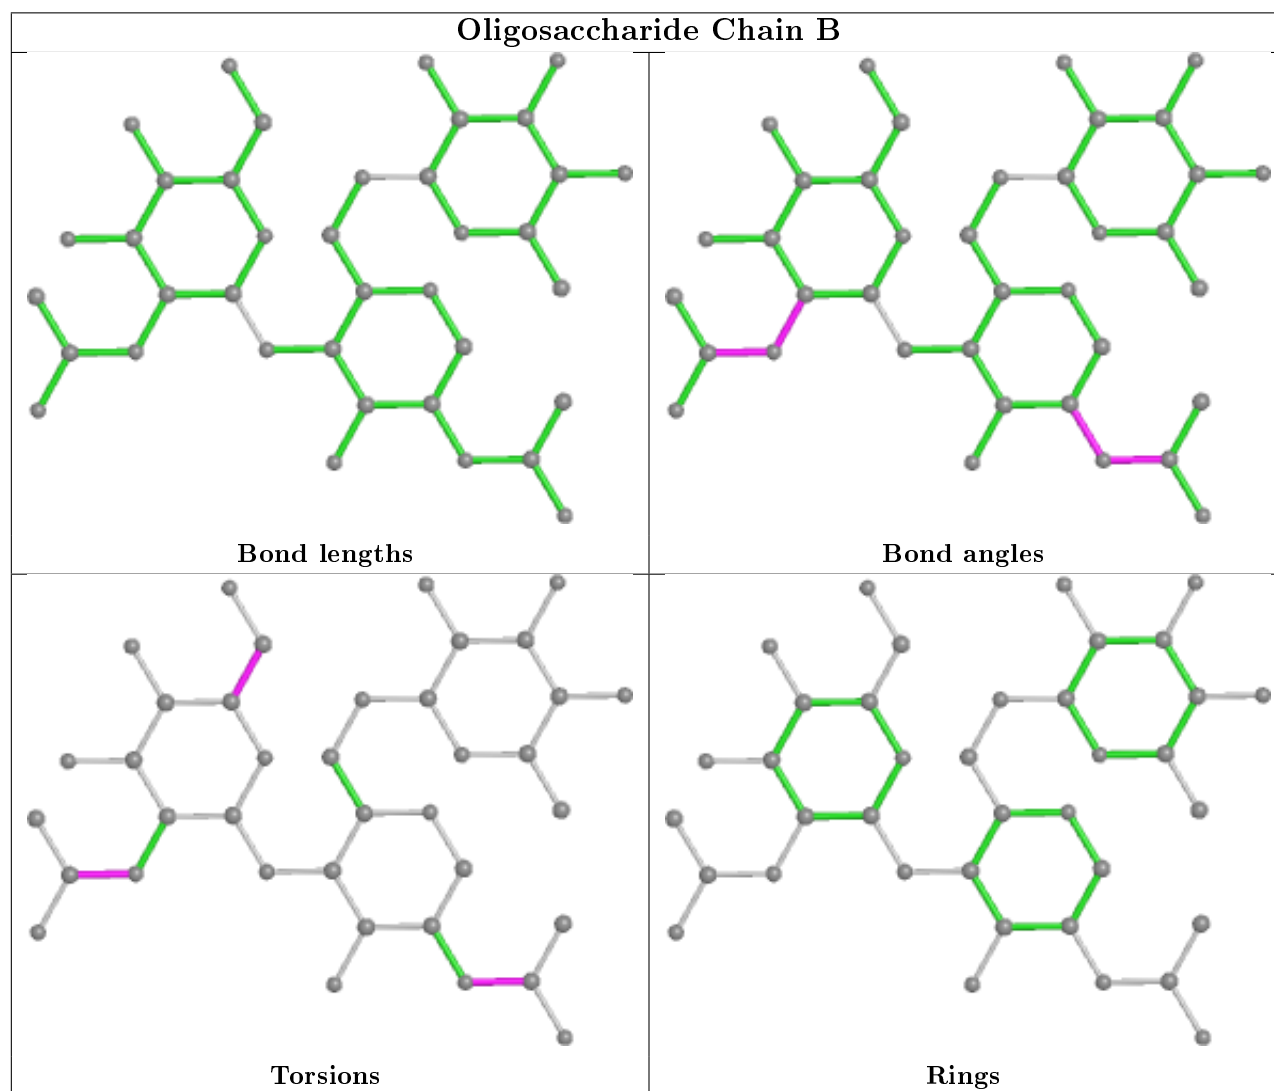 Oligosaccharide Chain B
Bond lengths
Bond angles
Torsions
Rings